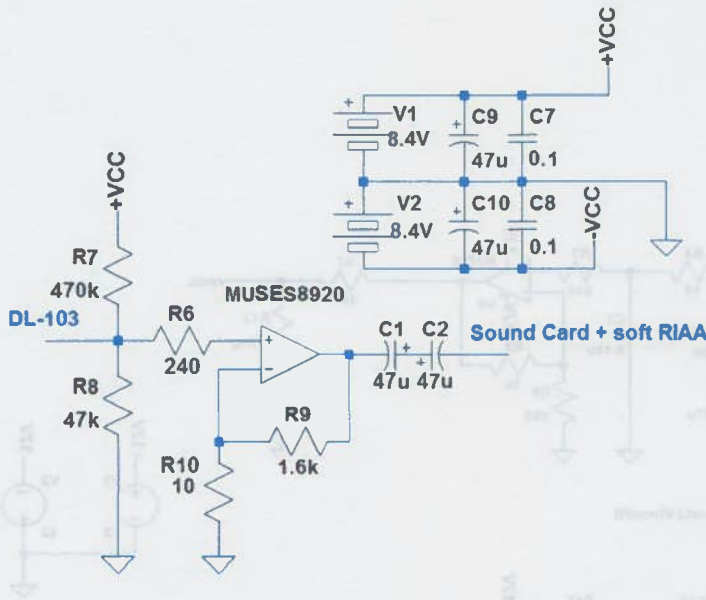 +VCC
V1
8.4V
C9
47u
C7
0.1
V2
8.4V
C10
47u
C8
0.1
-VCC
+VCC
R7
470k
DL-103
R6
240
MUSES8920
C1
47u
C2
47u
Sound Card + soft RIAA
R8
47k
R9
1.6k
R10
10
+
-
+
+
+
+
+
+